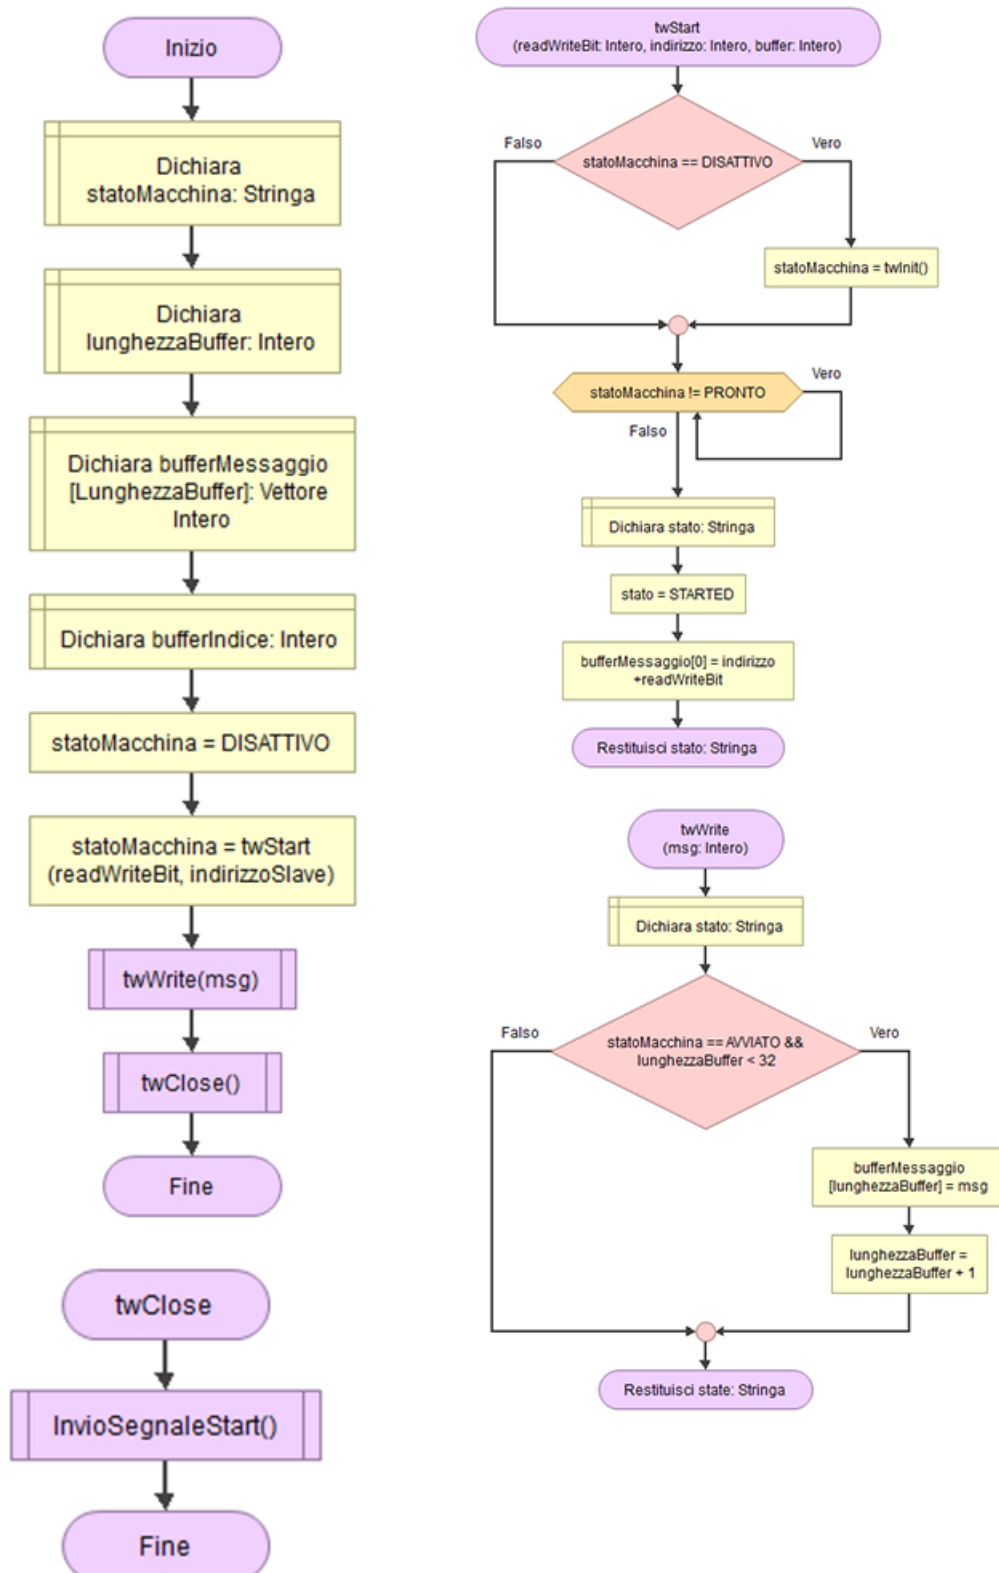 Inizio
Dichiara
statoMacchina: Stringa
Dichiara
lunghezzaBuffer: Intero
Dichiara bufferMessaggio
[LunghezzaBuffer]: Vettore
Intero
Dichiara bufferIndice: Intero
statoMacchina = DISATTIVO
statoMacchina = twStart
(readWriteBit, indirizzoSlave)
twWrite(msg)
twClose()
Fine
twClose
InvioSegnaleStart()
Fine
twStart
(readWriteBit: Intero, indirizzo: Intero, buffer: Intero)
Falso
Vero
statoMacchina == DISATTIVO
statoMacchina = twInit()
statoMacchina != PRONTO
Vero
Falso
Dichiara stato: Stringa
stato = STARTED
bufferMessaggio[0] = indirizzo
+readWriteBit
Restituisci stato: Stringa
twWrite
(msg: Intero)
Dichiara stato: Stringa
Falso
Vero
statoMacchina == AVVIATO &&
lunghezzaBuffer < 32
bufferMessaggio
[lunghezzaBuffer] = msg
lunghezzaBuffer =
lunghezzaBuffer + 1
Restituisci state: Stringa